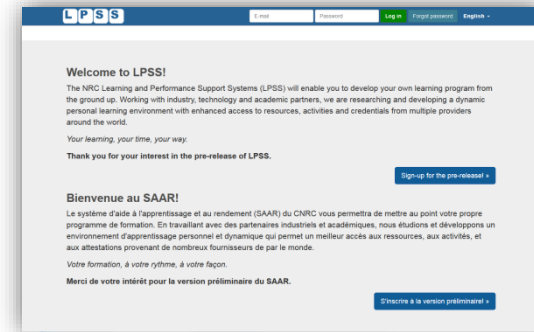 LPSS
E-mail Password Log in Forgot password English
Welcome to LPSS!
The NRC Learning and Performance Support Systems (LPSS) will enable you to develop your own learning program from
the ground up. Working with industry, technology and academic partners, we are researching and developing a dynamic
personal learning environment with enhanced access to resources, activities and credentials from multiple providers
around the world.
Your learning, your time, your way.
Thank you for your interest in the pre-release of LPSS.
Sign-up for the pre-release! »
Bienvenue au SAAR!
Le système d'aide à l'apprentissage et au rendement (SAAR) du CNRC vous permettra de mettre au point votre propre
programme de formation. En travaillant avec des partenaires industriels et académiques, nous étudions et développons un
environnement d'apprentissage personnel et dynamique qui permet un meilleur accès aux ressources, aux activités, et
aux attestations provenant de nombreux fournisseurs de par le monde.
Votre formation, à votre rythme, à votre façon.
Merci de votre intérêt pour la version préliminaire du SAAR.
S'inscrire à la version préliminaire! »